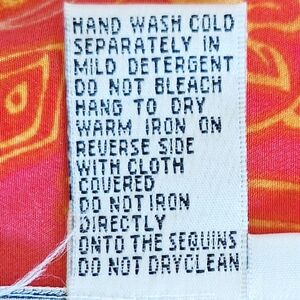 HAND WASH COLD
SEPARATELY IN
MILD DETERGENT
DO NOT BLEACH
HANG TO DRY
WARM IRON ON
REVERSE SIDE
WITH CLOTH
COVERED
DO NOT IRON
DIRECTLY
ONTO THE SEQUINS
DO NOT DRYCLEAN